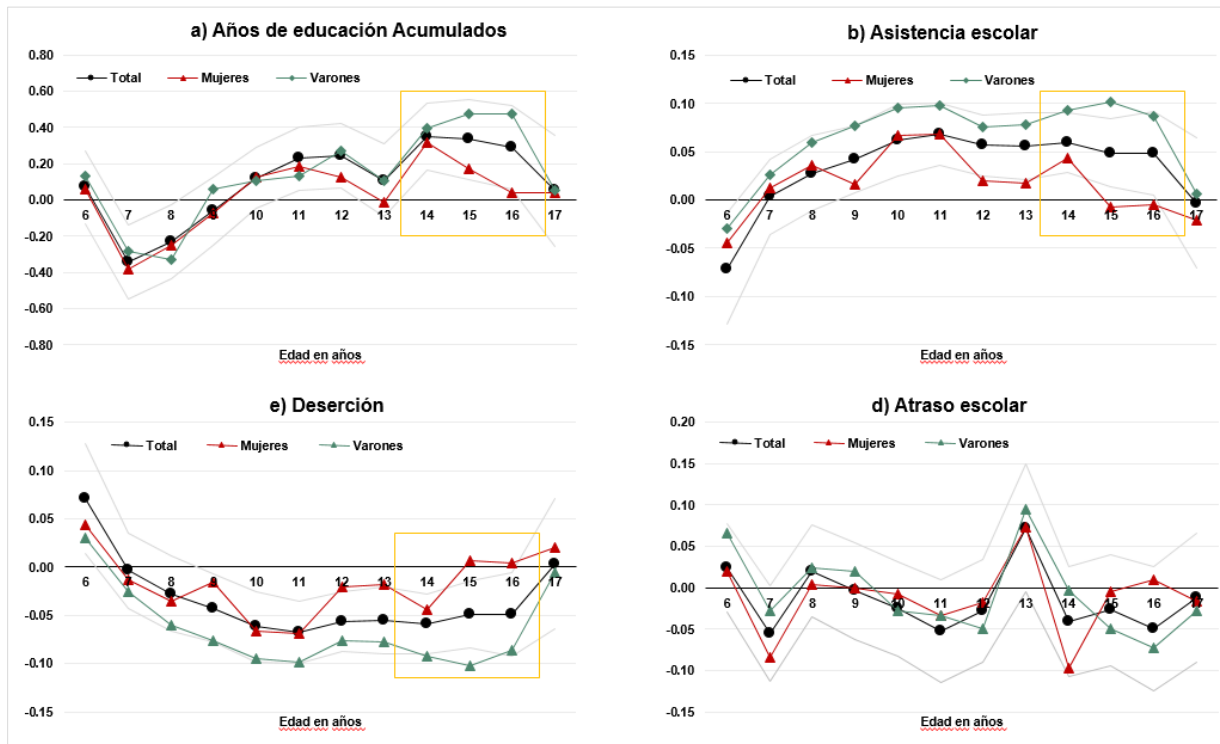 a) Años de educación Acumulados
0.80
Total Mujeres Varones
0.60
0.40
0.20
0.00
6 7 8 9 10 11 12 13 14 15 16 17
-0.20
-0.40
-0.60
-0.80
Edad en años
b) Asistencia escolar
0.15
Total Mujeres Varones
0.10
0.05
0.00
6 7 8 9 10 11 12 13 14 15 16 17
-0.05
-0.10
-0.15
Edad en años
e) Deserción
0.15
Total Mujeres Varones
0.10
0.05
0.00
6 7 8 9 10 11 12 13 14 15 16 17
-0.05
-0.10
-0.15
Edad en años
d) Atraso escolar
0.20
Total Mujeres Varones
0.15
0.10
0.05
0.00
6 7 8 9 10 11 12 13 14 15 16 17
-0.05
-0.10
-0.15
Edad en años